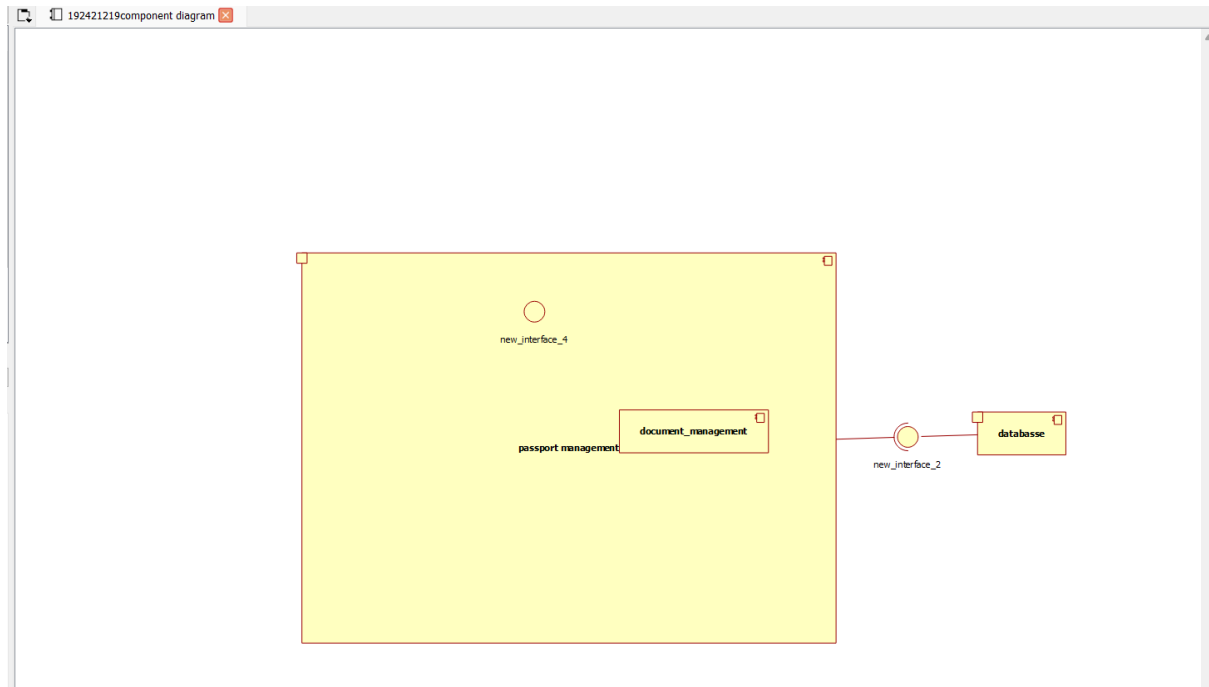 192421219component diagram
new_interface_4
document_management
passport management
databasse
new_interface_2